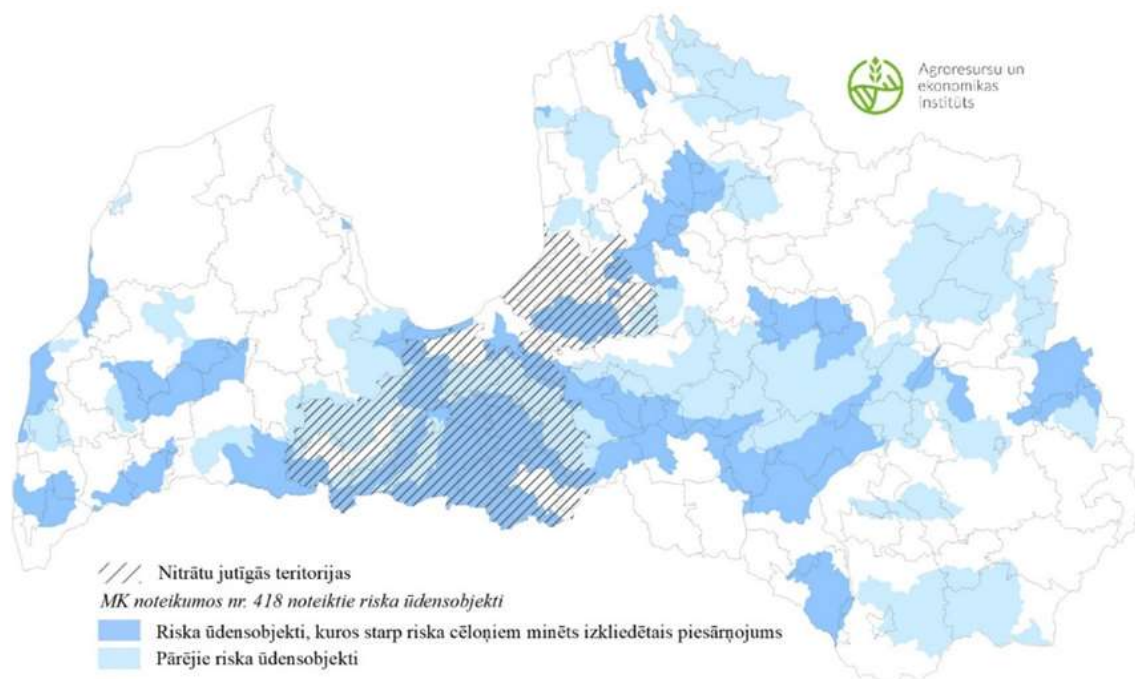 Agroresursu un
ekonomikas
institūts
Nitrātu jutīgās teritorijas
MK noteikumos nr. 418 noteiktie riska ūdensobjekti
Riska ūdensobjekti, kuros starp riska cēloņiem minēts izkliedētais piesārņojums
Pārējie riska ūdensobjekti